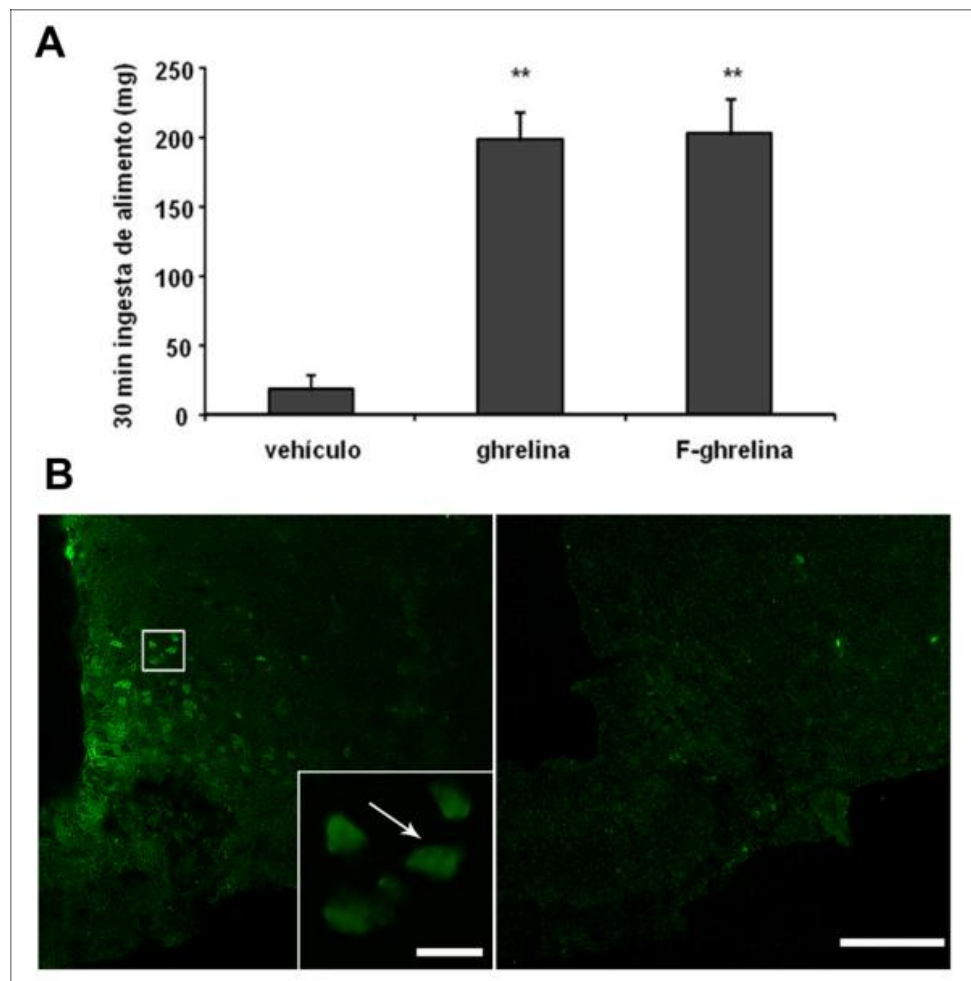 A
30 min ingesta de alimento (mg)
250
200
150
100
50
0
**
**
vehículo ghrelina F-ghrelina
B